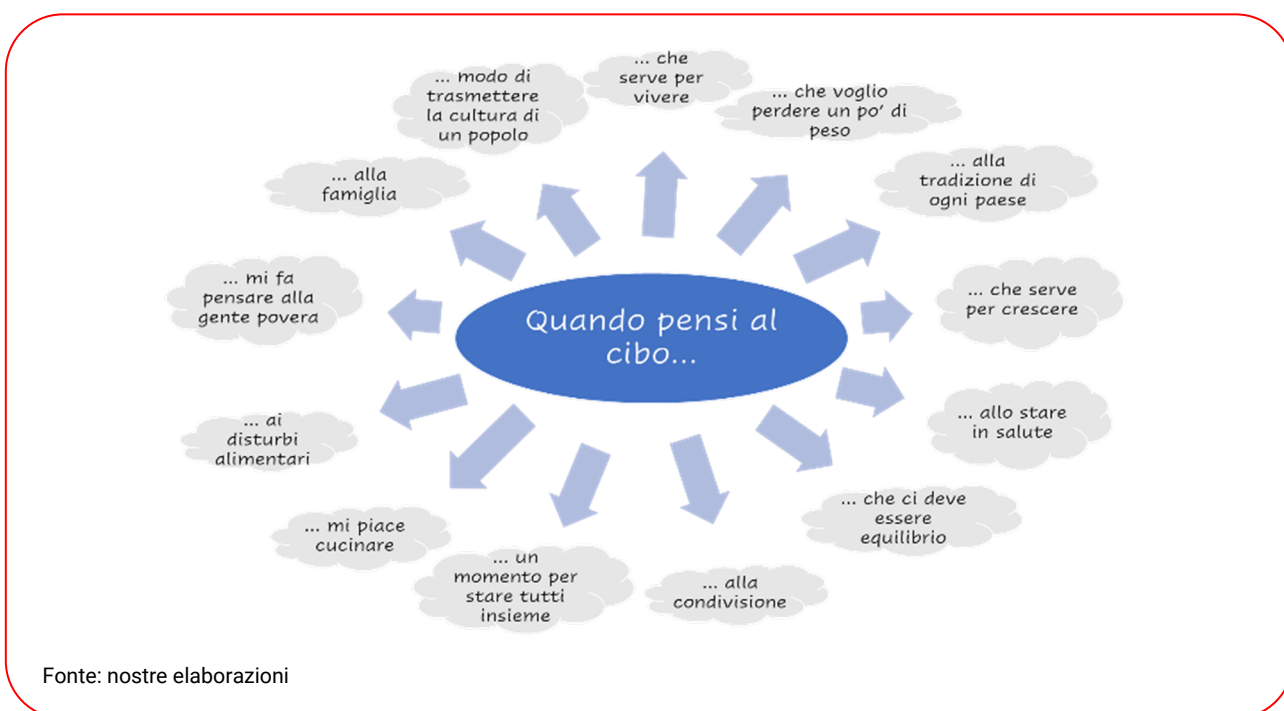 ... che
serve per
vivere
... che voglio
perdere un po' di
peso
... alla
tradizione di
ogni paese
... che serve
per crescere
... allo stare
in salute
... che ci deve
essere
equilibrio
... alla
condivisione
... un
momento per
stare tutti
insieme
... mi piace
cucinare
... ai
disturbi
alimentari
... mi fa
pensare alla
gente povera
... alla
famiglia
... modo di
trasmettere
la cultura di
un popolo
Quando pensi al
cibo...
Fonte: nostre elaborazioni